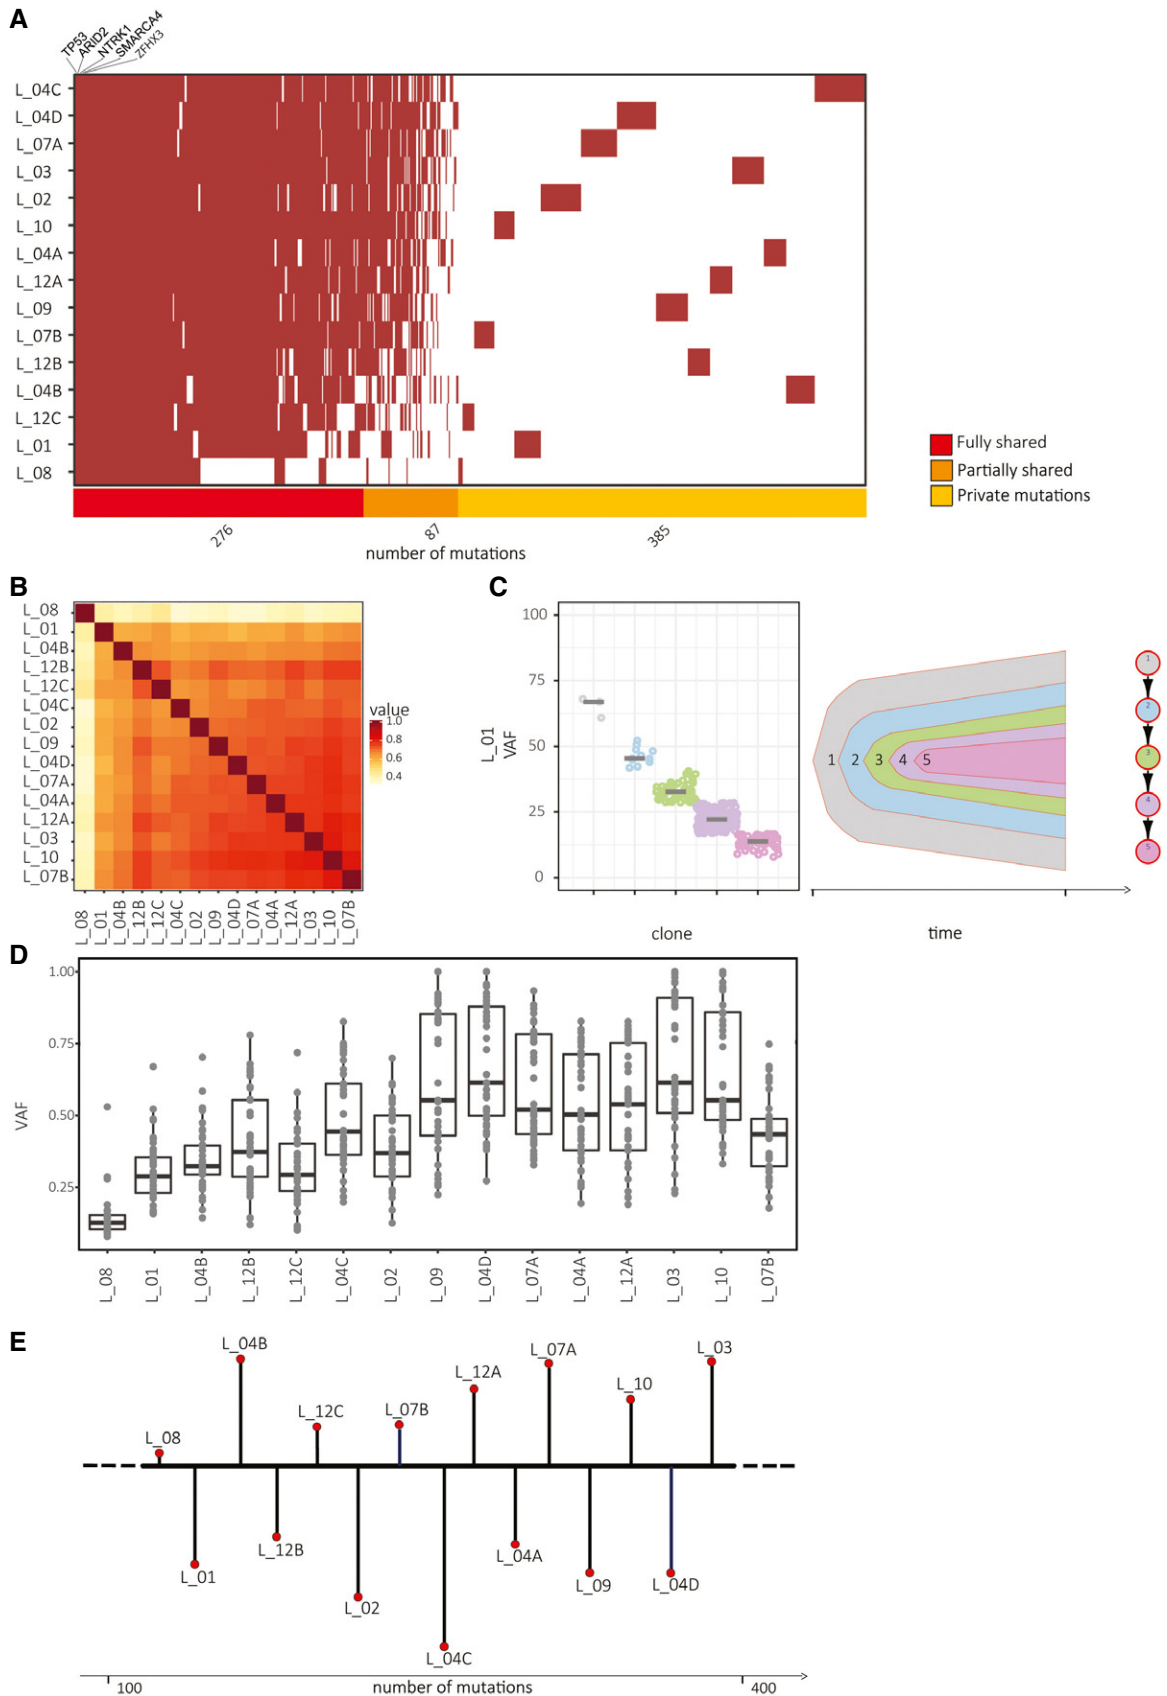 A
TP53
ARID2
NTRK1
SMARCA4
ZFHX3
L_04C
L_04D
L_07A
L_03
L_02
L_10
L_04A
L_12A
L_09
L_07B
L_12B
L_04B
L_12C
L_01
L_08
Fully shared
Partially shared
Private mutations
276
87
385
number of mutations
B
L_08
L_01
L_04B
L_12B
L_12C
L_04C
L_02
L_09
L_04D
L_07A
L_04A
L_12A
L_03
L_10
L_07B
value
1.0
0.8
0.6
0.4
L_08
L_01
L_04B
L_12B
L_12C
L_04C
L_02
L_09
L_04D
L_07A
L_04A
L_12A
L_03
L_10
L_07B
C
L_01
VAF
100
75
50
25
0
clone
1 2 3 4 5
time
1
2
3
4
5
D
VAF
1.00
0.75
0.50
0.25
L_08
L_01
L_04B
L_12B
L_12C
L_04C
L_02
L_09
L_04D
L_07A
L_04A
L_12A
L_03
L_10
L_07B
E
L_04B
L_07A
L_03
L_12A
L_10
L_12C
L_07B
L_08
L_12B
L_04A
L_01
L_09
L_04D
L_02
L_04C
100
number of mutations
400